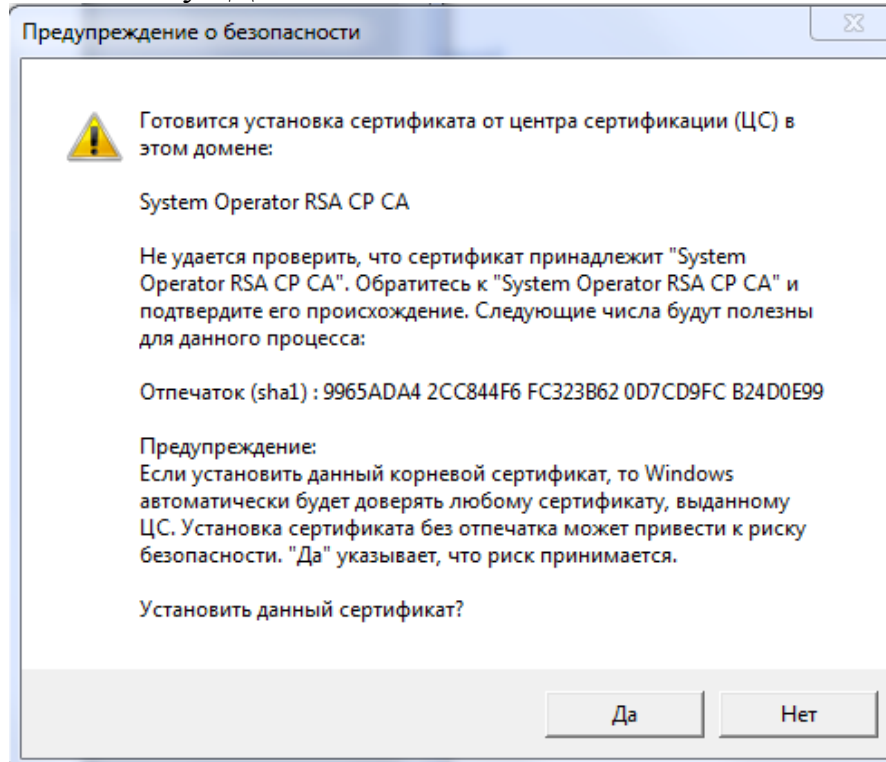 Предупреждение о безопасности
Готовится установка сертификата от центра сертификации (ЦС) в
этом домене:
System Operator RSA CP CA
Не удается проверить, что сертификат принадлежит "System
Operator RSA CP CA". Обратитесь к "System Operator RSA CP CA" и
подтвердите его происхождение. Следующие числа будут полезны
для данного процесса:
Отпечаток (sha1) : 9965ADA4 2CC844F6 FC323B62 0D7CD9FC B24D0E99
Предупреждение:
Если установить данный корневой сертификат, то Windows
автоматически будет доверять любому сертификату, выданному
ЦС. Установка сертификата без отпечатка может привести к риску
безопасности. "Да" указывает, что риск принимается.
Установить данный сертификат?
Да
Нет